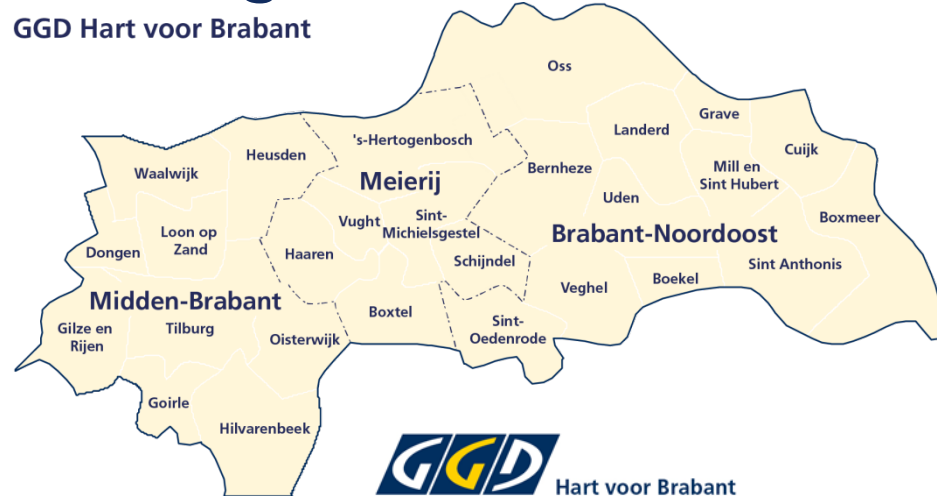 GGD Hart voor Brabant
Oss
Grave
Landerd
's-Hertogenbosch
Cuijk
Heusden
Waalwijk
Bernheze
Mill en
Sint Hubert
Meierij
Uden
Sint-
Michielsgestel
Vught
Boxmeer
Loon op
Zand
Brabant-Noordoost
Dongen
Haaren
Schijndel
Sint Anthonis
Veghel
Boekel
Midden-Brabant
Boxtel
Gilze en
Rijen
Tilburg
Oisterwijk
Sint-
Oedenrode
Goirle
Hilvarenbeek
GGD
Hart voor Brabant